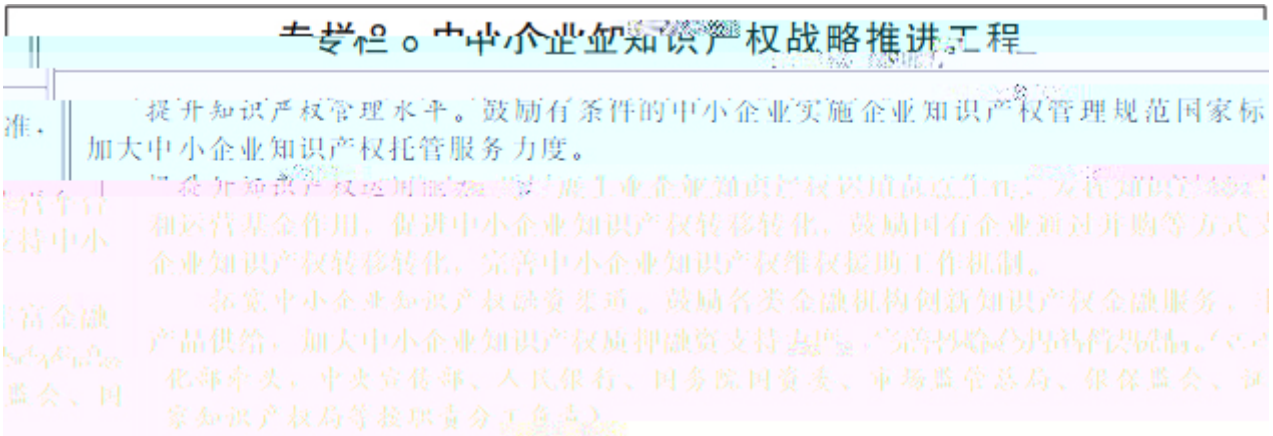 中小企业知识产权战略推进工程
提升知识产权管理水平。鼓励有条件的中小企业实施企业知识产权管理规范国家标
准，
加大中小企业知识产权托管服务力度。
和运营基金作用，促进中小企业知识产权转移转化，鼓励国有企业通过并购等方式支
持中小
企业知识产权转移转化，完善中小企业知识产权维权援助工作机制。
拓宽中小企业知识产权融资渠道。鼓励各类金融机构创新知识产权金融服务，丰
富金融
产品供给，加大中小企业知识产权质押融资支持力度，完善风险分担补偿机制。
化部牵头，中央宣传部、人民银行、国务院国资委、市场监管总局、银保监会、证
监会、国
家知识产权局等按职责分工负责）